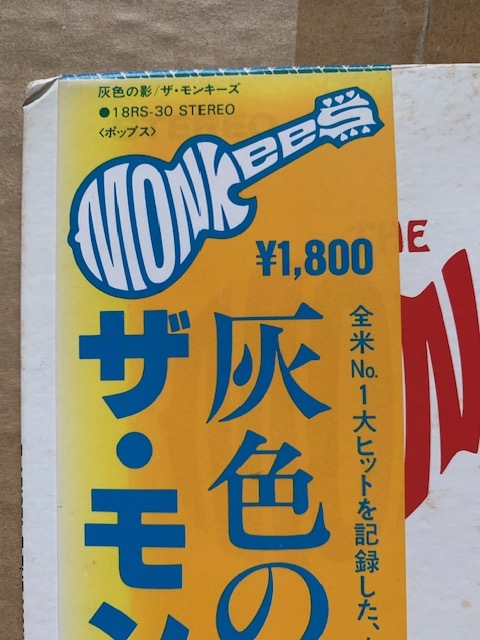 灰色の影/ザ・モンキーズ
●18RS-30 STEREO
〈ポップス〉
MONKEES
¥1,800
全米No.1大ヒットを記録した、
灰色の
ザ・モン
THE